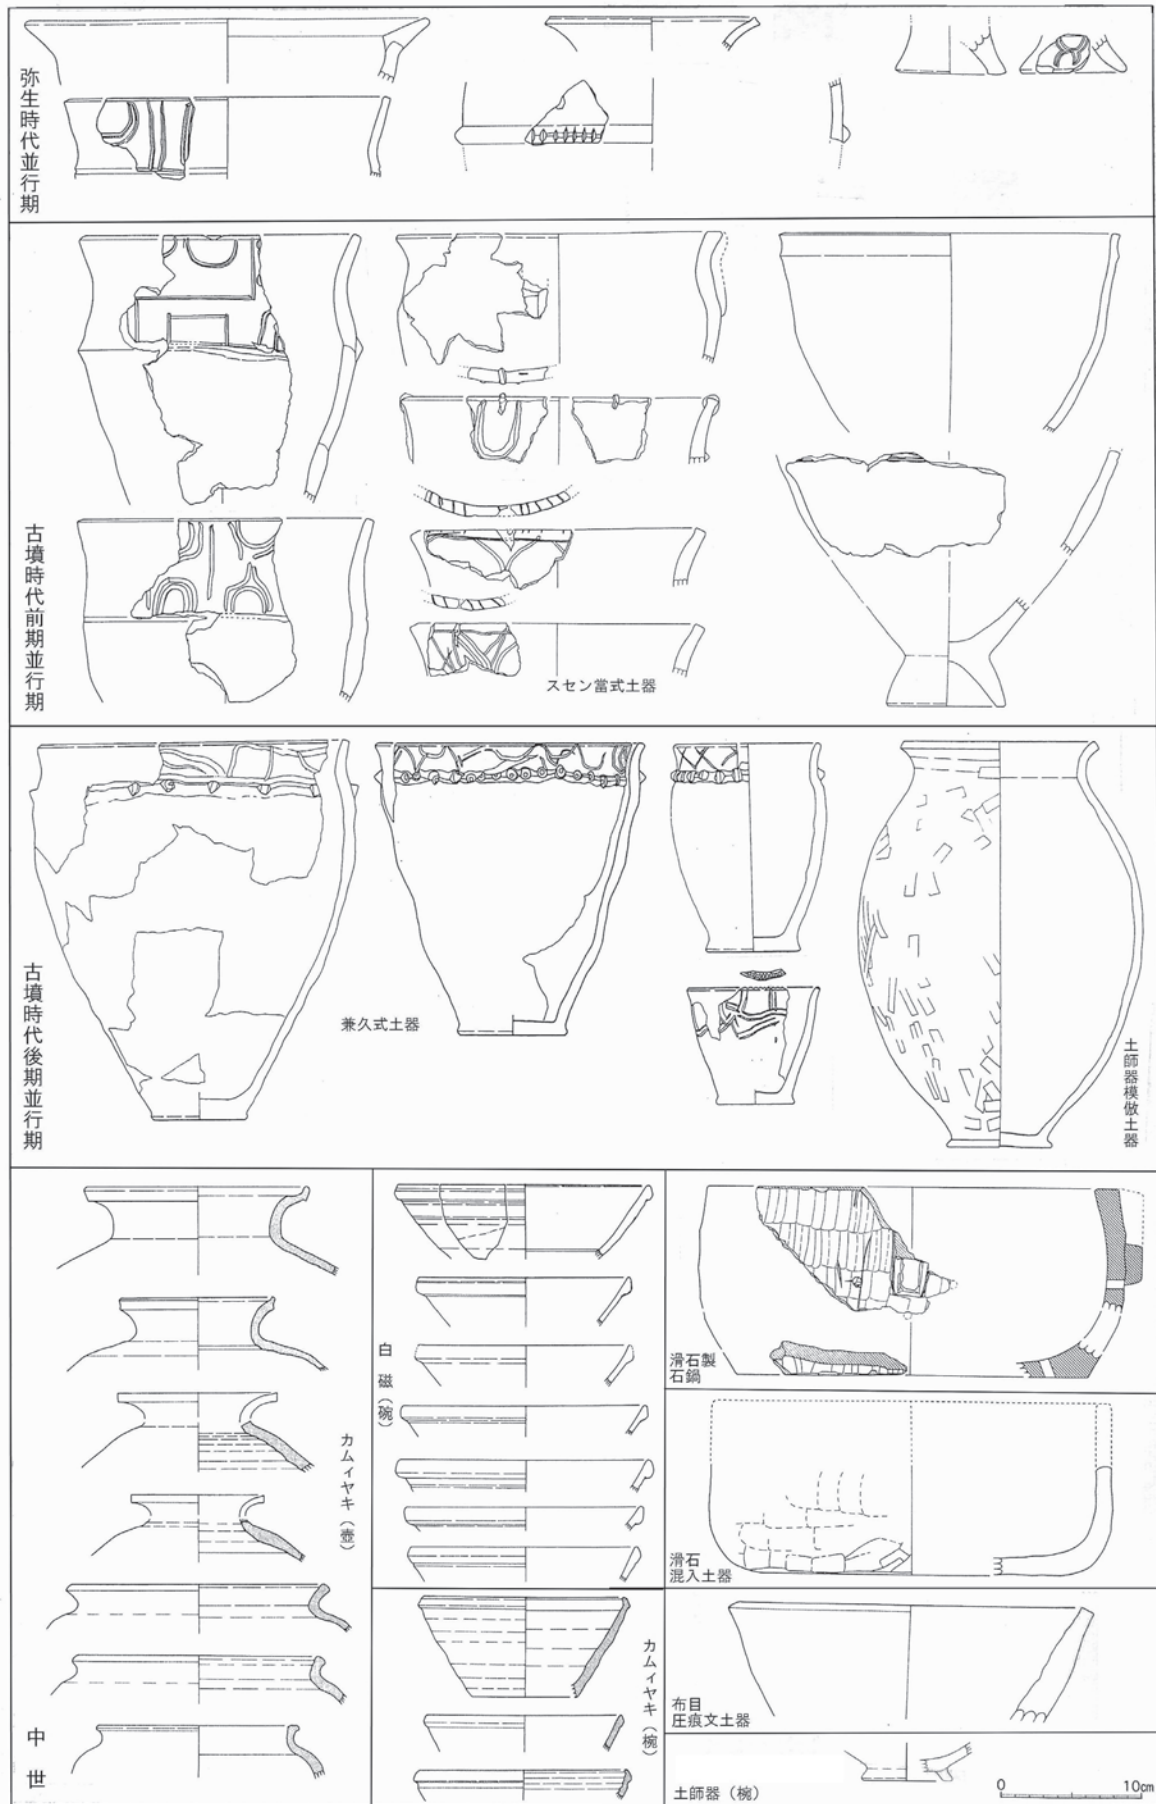 弥生時代並行期
古墳時代前期並行期
スセン當式土器
古墳時代後期並行期
兼久式土器
土師器模倣土器
中世
カムィヤキ（壺）
白磁（碗）
カムィヤキ（椀）
滑石製
石鍋
滑石
混入土器
布目
圧痕文土器
土師器（椀）
0 10cm